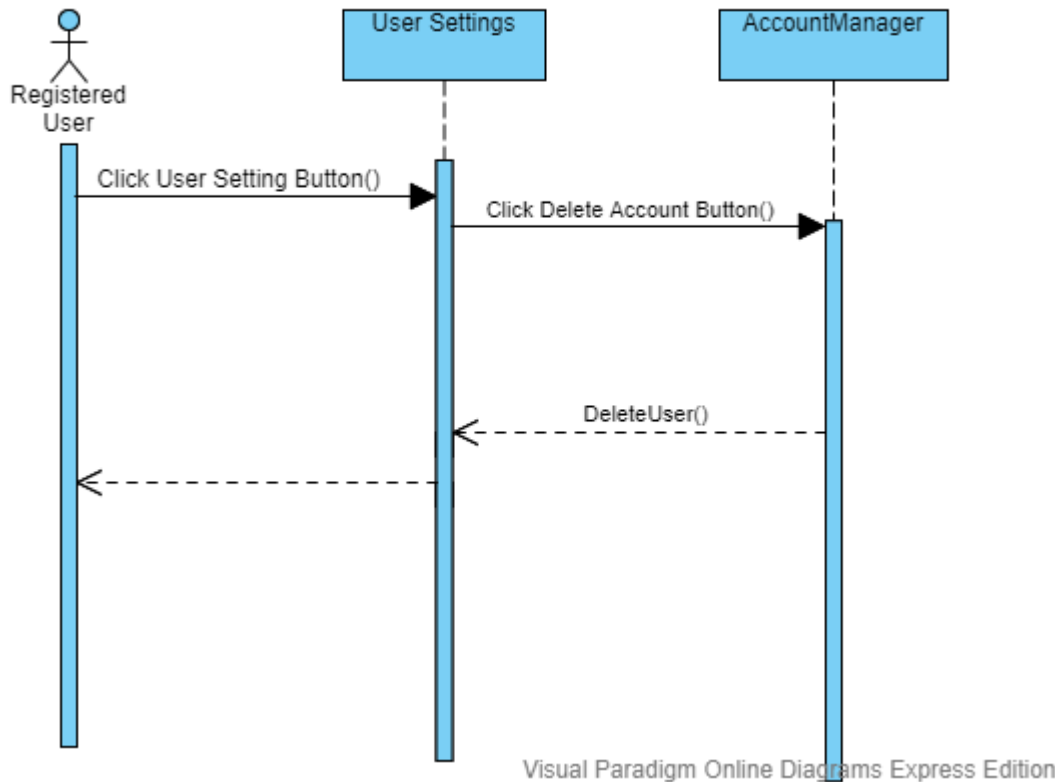 User Settings
AccountManager
Registered
User
Click User Setting Button()
Click Delete Account Button()
DeleteUser()
Visual Paradigm Online Diagrams Express Edition